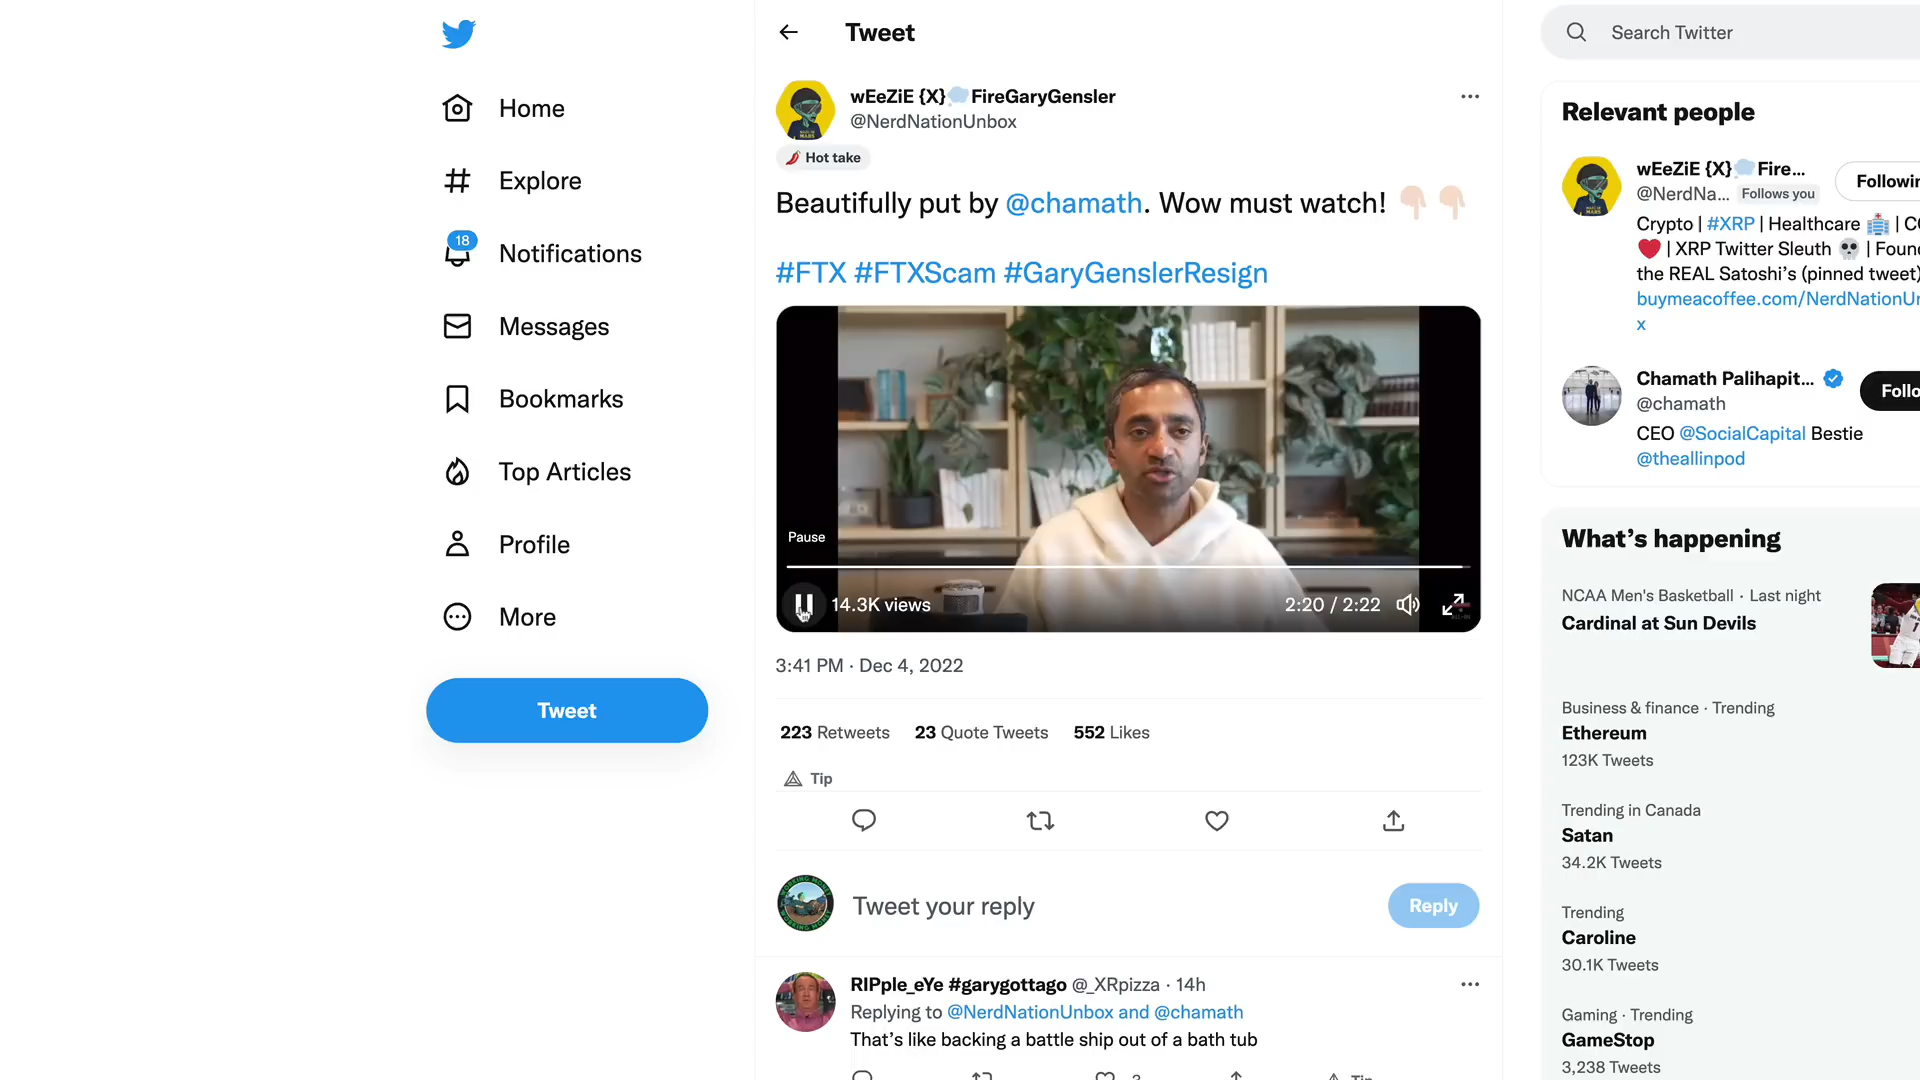 Home
Explore
18
Notifications
Messages
Bookmarks
Top Articles
Profile
More
Tweet
Tweet
wEeZiE {X}💭FireGaryGensler
@NerdNationUnbox
🌶️ Hot take
Beautifully put by @chamath. Wow must watch! 👇🏻👇🏻
#FTX #FTXScam #GaryGenslerResign
Pause
14.3K views
2:20 / 2:22
3:41 PM · Dec 4, 2022
223 Retweets 23 Quote Tweets 552 Likes
Tip
Tweet your reply
Reply
RIPple_eYe #garygottago @_XRpizza · 14h
Replying to @NerdNationUnbox and @chamath
That’s like backing a battle ship out of a bath tub
Search Twitter
Relevant people
wEeZiE {X}💭Fire...
@NerdNa... Follows you
Followin
Crypto | #XRP | Healthcare 🏥 | CO
❤️ | XRP Twitter Sleuth 💀 | Foun
the REAL Satoshi’s (pinned tweet)
buymeacoffee.com/NerdNationUn
x
Chamath Palihapit...
@chamath
Follo
CEO @SocialCapital Bestie
@theallinpod
What’s happening
NCAA Men's Basketball · Last night
Cardinal at Sun Devils
Business & finance · Trending
Ethereum
123K Tweets
Trending in Canada
Satan
34.2K Tweets
Trending
Caroline
30.1K Tweets
Gaming · Trending
GameStop
3,238 Tweets